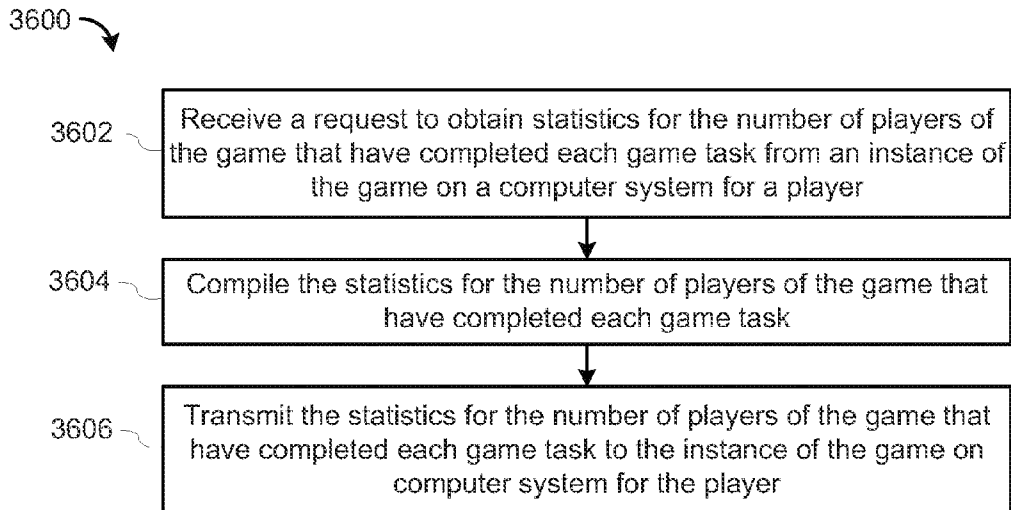 3600
3602
Receive a request to obtain statistics for the number of players of
the game that have completed each game task from an instance of
the game on a computer system for a player
3604
Compile the statistics for the number of players of the game that
have completed each game task
3606
Transmit the statistics for the number of players of the game that
have completed each game task to the instance of the game on
computer system for the player